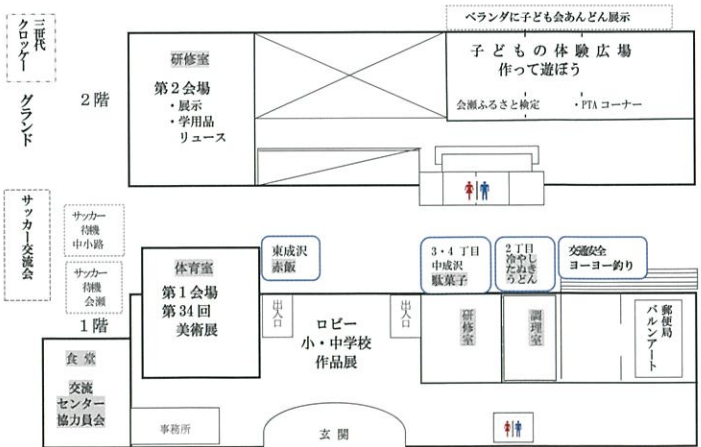 ベランダに子ども会あんどん展示
三世代
クロッケー
グランド
2階
研修室
第2会場
・展示
・学用品
リュース
子どもの体験広場
作って遊ぼう
会瀬ふるさと検定
・PTAコーナー
サッカー交流会
サッカー
待機
中小路
サッカー
待機
会瀬
1階
体育室
第1会場
第34回
美術展
東成沢
赤飯
3・4丁目
中成沢
駄菓子
2丁目
冷やし
たぬき
うどん
交通安全
ヨーヨー釣り
出入口
ロビー
小・中学校
作品展
出入口
研修室
調理室
郵便局
バルンアート
食堂
交流
センター
協力員会
事務所
玄関